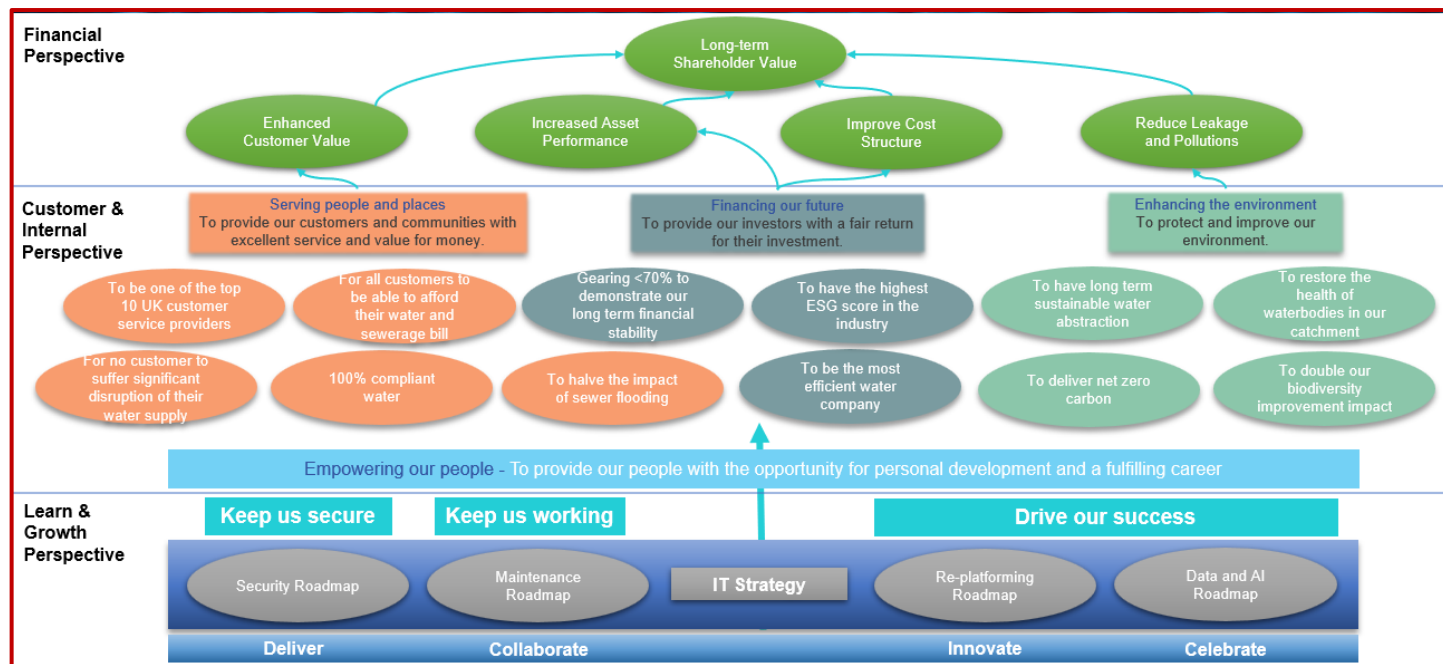 Financial
Perspective
Long-term
Shareholder Value
Enhanced
Customer Value
Increased Asset
Performance
Improve Cost
Structure
Reduce Leakage
and Pollutions
Customer &
Internal
Perspective
Serving people and places
To provide our customers and communities with
excellent service and value for money.
Financing our future
To provide our investors with a fair return
for their investment.
Enhancing the environment
To protect and improve our
environment.
To be one of the top
10 UK customer
service providers
For all customers to
be able to afford
their water and
sewerage bill
Gearing <70% to
demonstrate our
long term financial
stability
To have the highest
ESG score in the
industry
To have long term
sustainable water
abstraction
To restore the
health of
waterbodies in our
catchment
For no customer to
suffer significant
disruption of their
water supply
100% compliant
water
To halve the impact
of sewer flooding
To be the most
efficient water
company
To deliver net zero
carbon
To double our
biodiversity
improvement impact
Empowering our people - To provide our people with the opportunity for personal development and a fulfilling career
Learn &
Growth
Perspective
Keep us secure
Keep us working
Drive our success
Security Roadmap
Maintenance
Roadmap
IT Strategy
Re-platforming
Roadmap
Data and AI
Roadmap
Deliver
Collaborate
Innovate
Celebrate